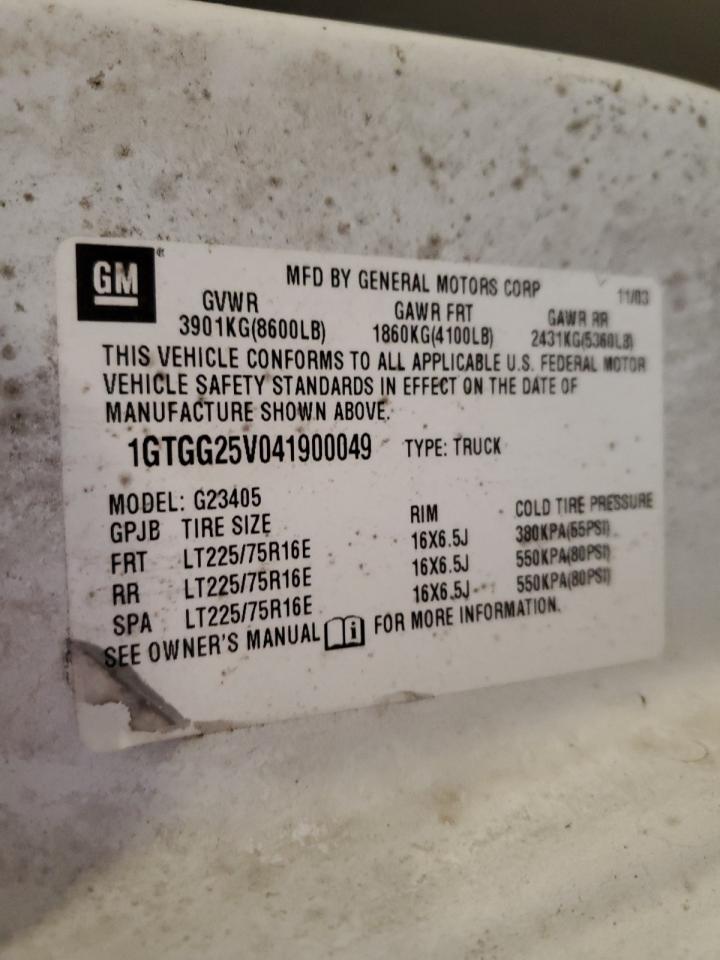 GM
MFD BY GENERAL MOTORS CORP 11/03
GVWR GAWR FRT GAWR RR
3901KG(8600LB) 1860KG(4100LB) 2431KG(5360LB)
THIS VEHICLE CONFORMS TO ALL APPLICABLE U.S. FEDERAL MOTOR
VEHICLE SAFETY STANDARDS IN EFFECT ON THE DATE OF
MANUFACTURE SHOWN ABOVE.
1GTGG25V041900049 TYPE: TRUCK
MODEL: G23405
GPJB TIRE SIZE RIM COLD TIRE PRESSURE
FRT LT225/75R16E 16X6.5J 380KPA(55PSI)
RR LT225/75R16E 16X6.5J 550KPA(80PSI)
SPA LT225/75R16E 16X6.5J 550KPA(80PSI)
SEE OWNER'S MANUAL i FOR MORE INFORMATION.